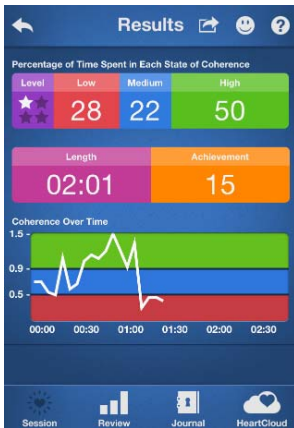 Results ?
Percentage of Time Spent in Each State of Coherence
Level Low Medium High
28 22 50
Length Achievement
02:01 15
Coherence Over Time
1.5
0.9
0.5
00:00 00:30 01:00 01:30 02:00 02:30
Session Review Journal HeartCloud